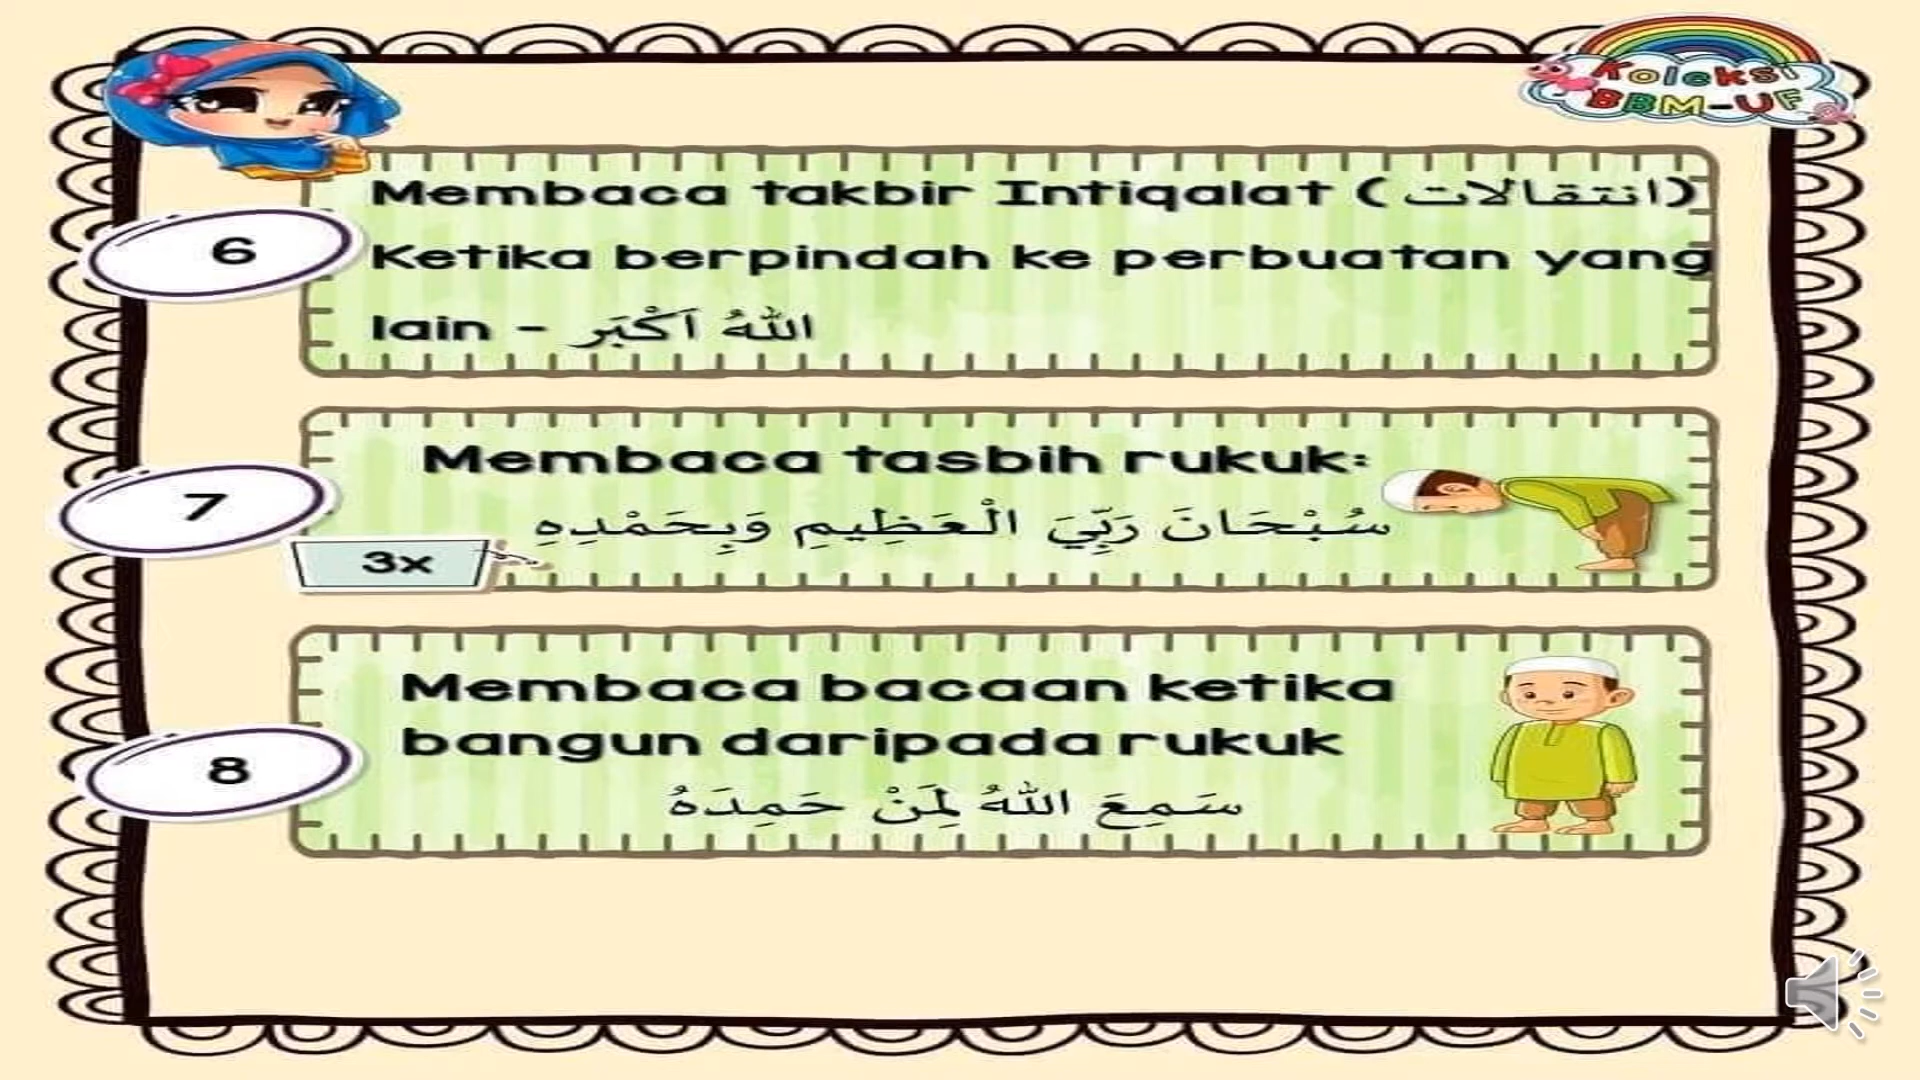 Koleksi
BBM-UF
6
Membaca takbir Intiqalat (انتقالات)
Ketika berpindah ke perbuatan yang
lain - اللهُ اَكْبَر
7
Membaca tasbih rukuk:
سُبْحَانَ رَبِّيَ الْعَظِيمِ وَبِحَمْدِهِ
3x
8
Membaca bacaan ketika
bangun daripada rukuk
سَمِعَ اللهُ لِمَنْ حَمِدَهُ